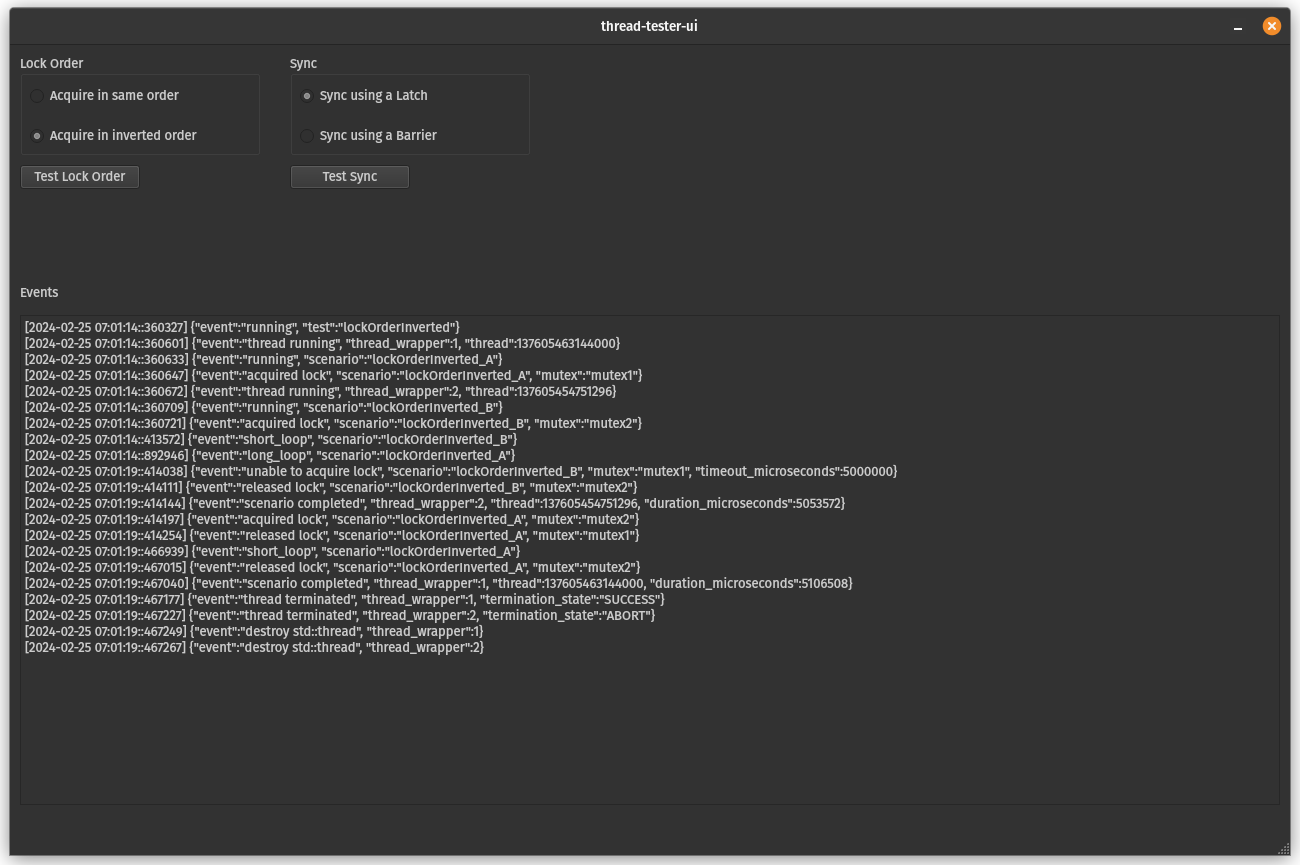 thread-tester-ui
Lock Order
Sync
Acquire in same order
Sync using a Latch
Acquire in inverted order
Sync using a Barrier
Test Lock Order
Test Sync
Events
[2024-02-25 07:01:14::360327] {"event":"running", "test":"lockOrderInverted"}
[2024-02-25 07:01:14::360601] {"event":"thread running", "thread_wrapper":1, "thread":137605463144000}
[2024-02-25 07:01:14::360633] {"event":"running", "scenario":"lockOrderInverted_A"}
[2024-02-25 07:01:14::360647] {"event":"acquired lock", "scenario":"lockOrderInverted_A", "mutex":"mutex1"}
[2024-02-25 07:01:14::360672] {"event":"thread running", "thread_wrapper":2, "thread":137605454751296}
[2024-02-25 07:01:14::360709] {"event":"running", "scenario":"lockOrderInverted_B"}
[2024-02-25 07:01:14::360721] {"event":"acquired lock", "scenario":"lockOrderInverted_B", "mutex":"mutex2"}
[2024-02-25 07:01:14::413572] {"event":"short_loop", "scenario":"lockOrderInverted_B"}
[2024-02-25 07:01:14::892946] {"event":"long_loop", "scenario":"lockOrderInverted_A"}
[2024-02-25 07:01:19::414038] {"event":"unable to acquire lock", "scenario":"lockOrderInverted_B", "mutex":"mutex1", "timeout_microseconds":5000000}
[2024-02-25 07:01:19::414111] {"event":"released lock", "scenario":"lockOrderInverted_B", "mutex":"mutex2"}
[2024-02-25 07:01:19::414144] {"event":"scenario completed", "thread_wrapper":2, "thread":137605454751296, "duration_microseconds":5053572}
[2024-02-25 07:01:19::414197] {"event":"acquired lock", "scenario":"lockOrderInverted_A", "mutex":"mutex2"}
[2024-02-25 07:01:19::414254] {"event":"released lock", "scenario":"lockOrderInverted_A", "mutex":"mutex1"}
[2024-02-25 07:01:19::466939] {"event":"short_loop", "scenario":"lockOrderInverted_A"}
[2024-02-25 07:01:19::467015] {"event":"released lock", "scenario":"lockOrderInverted_A", "mutex":"mutex2"}
[2024-02-25 07:01:19::467040] {"event":"scenario completed", "thread_wrapper":1, "thread":137605463144000, "duration_microseconds":5106508}
[2024-02-25 07:01:19::467177] {"event":"thread terminated", "thread_wrapper":1, "termination_state":"SUCCESS"}
[2024-02-25 07:01:19::467227] {"event":"thread terminated", "thread_wrapper":2, "termination_state":"ABORT"}
[2024-02-25 07:01:19::467249] {"event":"destroy std::thread", "thread_wrapper":1}
[2024-02-25 07:01:19::467267] {"event":"destroy std::thread", "thread_wrapper":2}